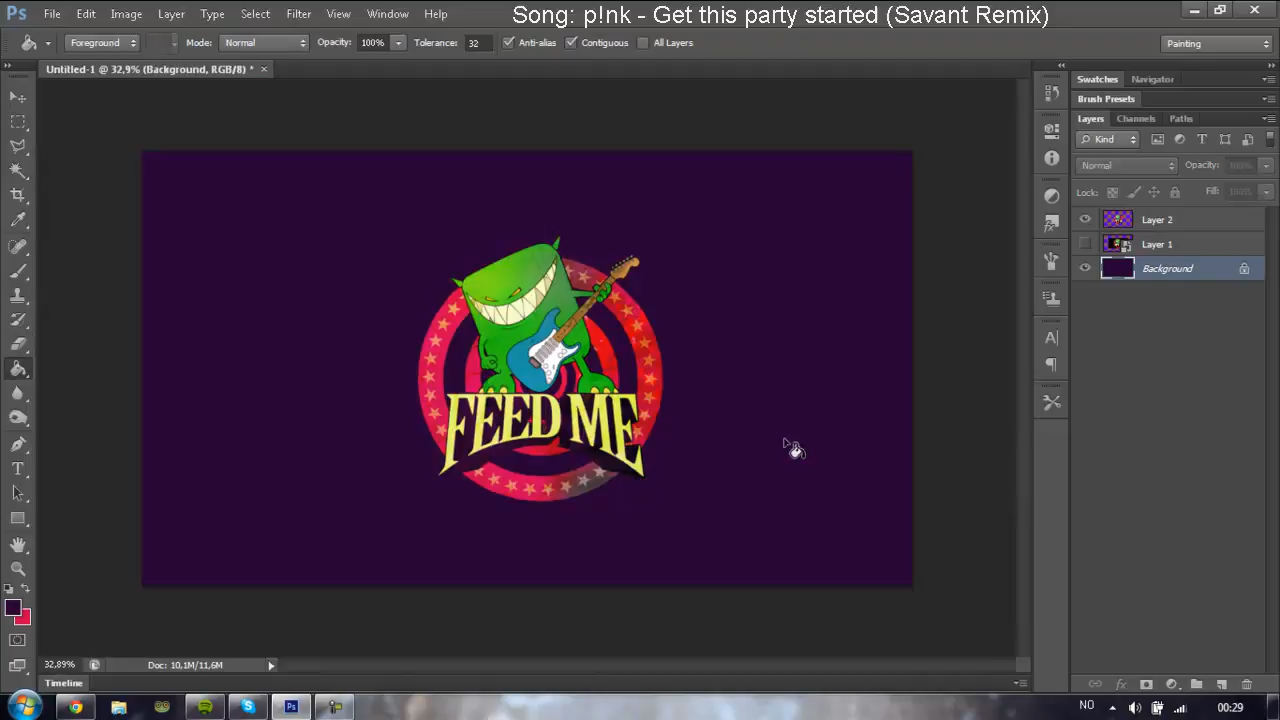 Ps File Edit Image Layer Type Select Filter View Window Help Song: p!nk - Get this party started (Savant Remix)
Foreground Mode: Normal Opacity: 100% Tolerance: 32 Anti-alias Contiguous All Layers Painting
Untitled-1 @ 32,9% (Background, RGB/8) *
Swatches Navigator
Brush Presets
Layers Channels Paths
Kind
Normal Opacity: 100%
Lock: Fill: 100%
Layer 2
Layer 1
Background
FEED ME
32,89% Doc: 10,1M/11,6M
Timeline
NO 00:29